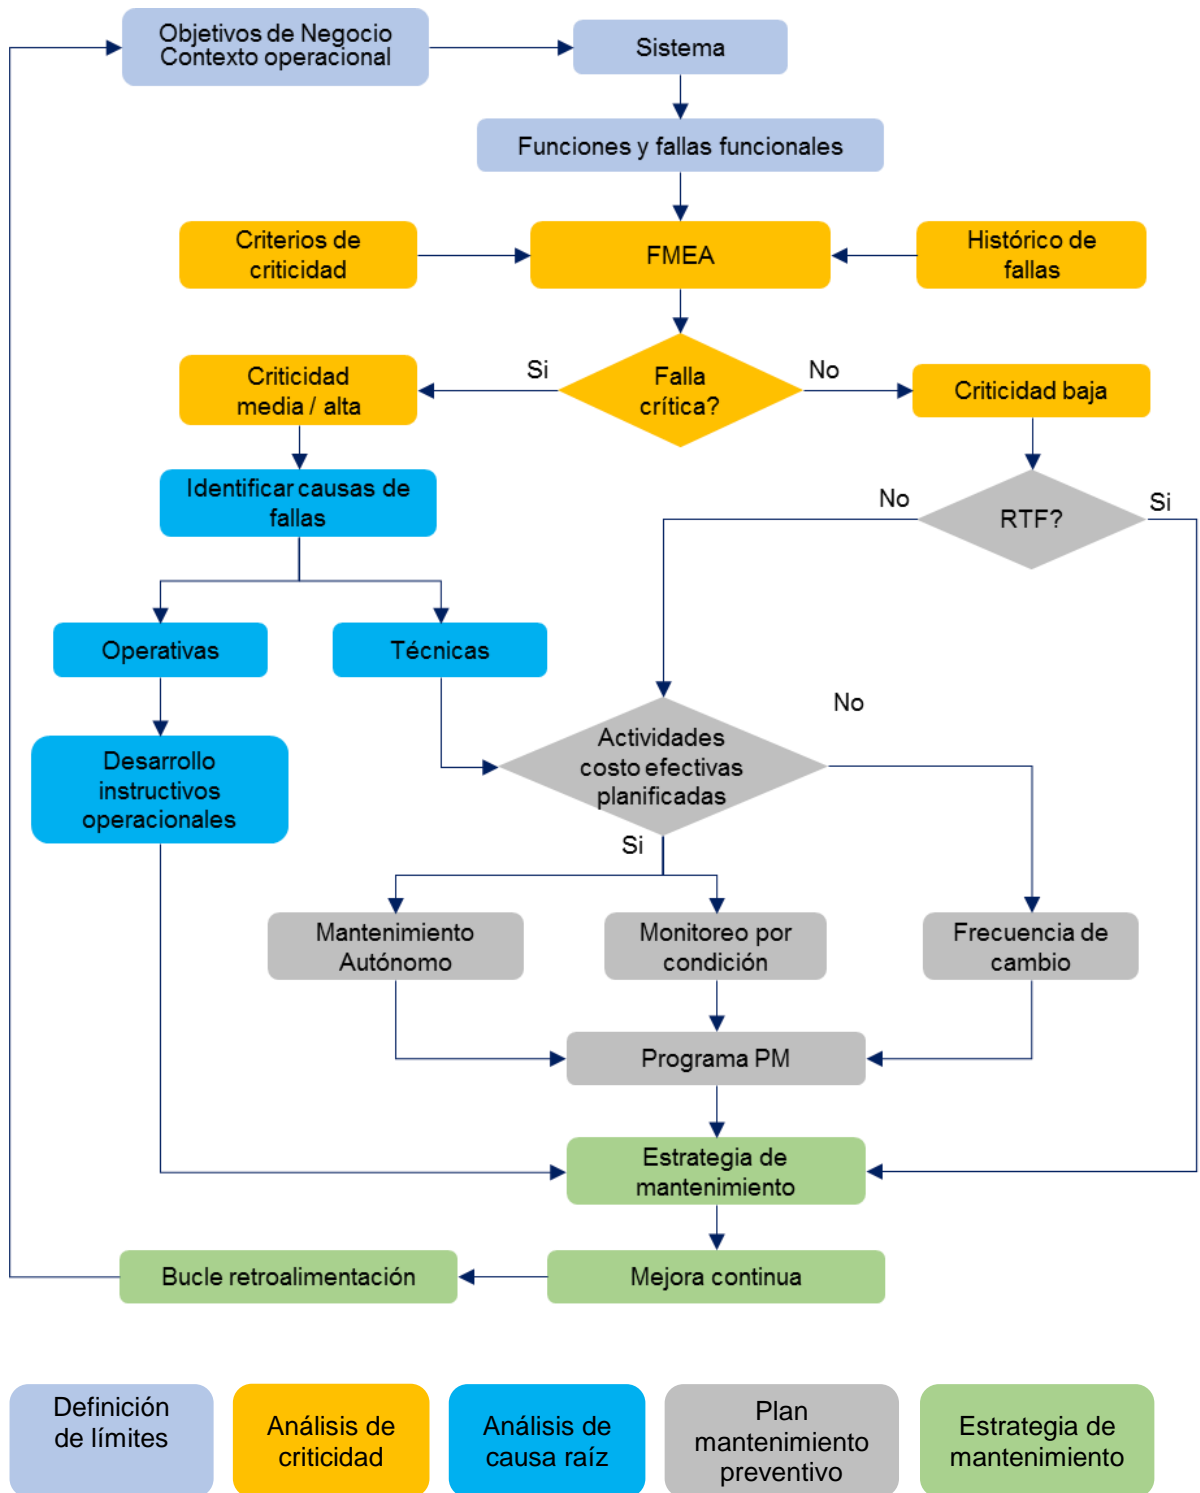 Objetivos de Negocio
Contexto operacional
Sistema
Funciones y fallas funcionales
Criterios de
criticidad
FMEA
Histórico de
fallas
Si
Falla
crítica?
No
Criticidad
media / alta
Criticidad baja
Identificar causas de
fallas
No
RTF?
Si
Operativas
Técnicas
No
Actividades
costo efectivas
planificadas
Desarrollo
instructivos
operacionales
Si
Mantenimiento
Autónomo
Monitoreo por
condición
Frecuencia de
cambio
Programa PM
Estrategia de
mantenimiento
Bucle retroalimentación
Mejora continua
Definición
de límites
Análisis de
criticidad
Análisis de
causa raíz
Plan
mantenimiento
preventivo
Estrategia de
mantenimiento